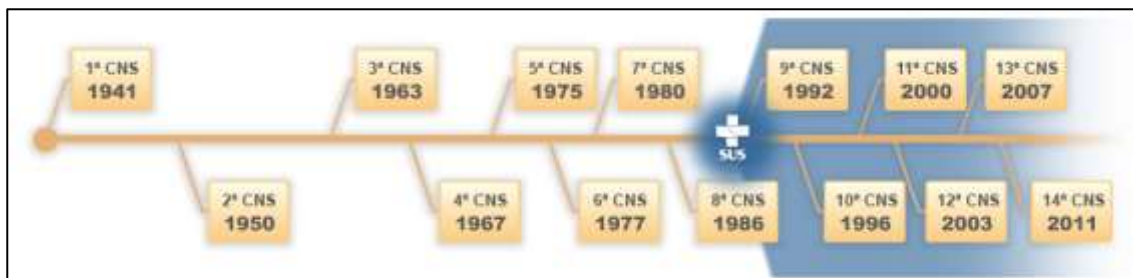 1ª CNS
1941
3ª CNS
1963
5ª CNS
1975
7ª CNS
1980
9ª CNS
1992
11ª CNS
2000
13ª CNS
2007
SUS
2ª CNS
1950
4ª CNS
1967
6ª CNS
1977
8ª CNS
1986
10ª CNS
1996
12ª CNS
2003
14ª CNS
2011